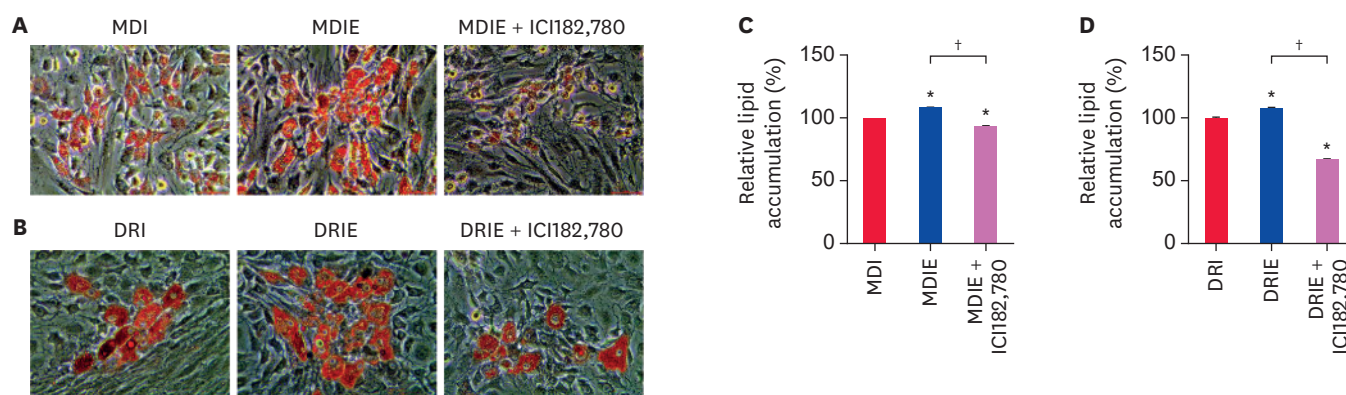 A
MDI
MDIE
MDIE + ICI182,780
B
DRI
DRIE
DRIE + ICI182,780
C
Relative lipid
accumulation (%)
150
100
50
0
*
*
†
MDI
MDIE
MDIE +
ICI182,780
D
Relative lipid
accumulation (%)
150
100
50
0
*
*
†
DRI
DRIE
DRIE +
ICI182,780